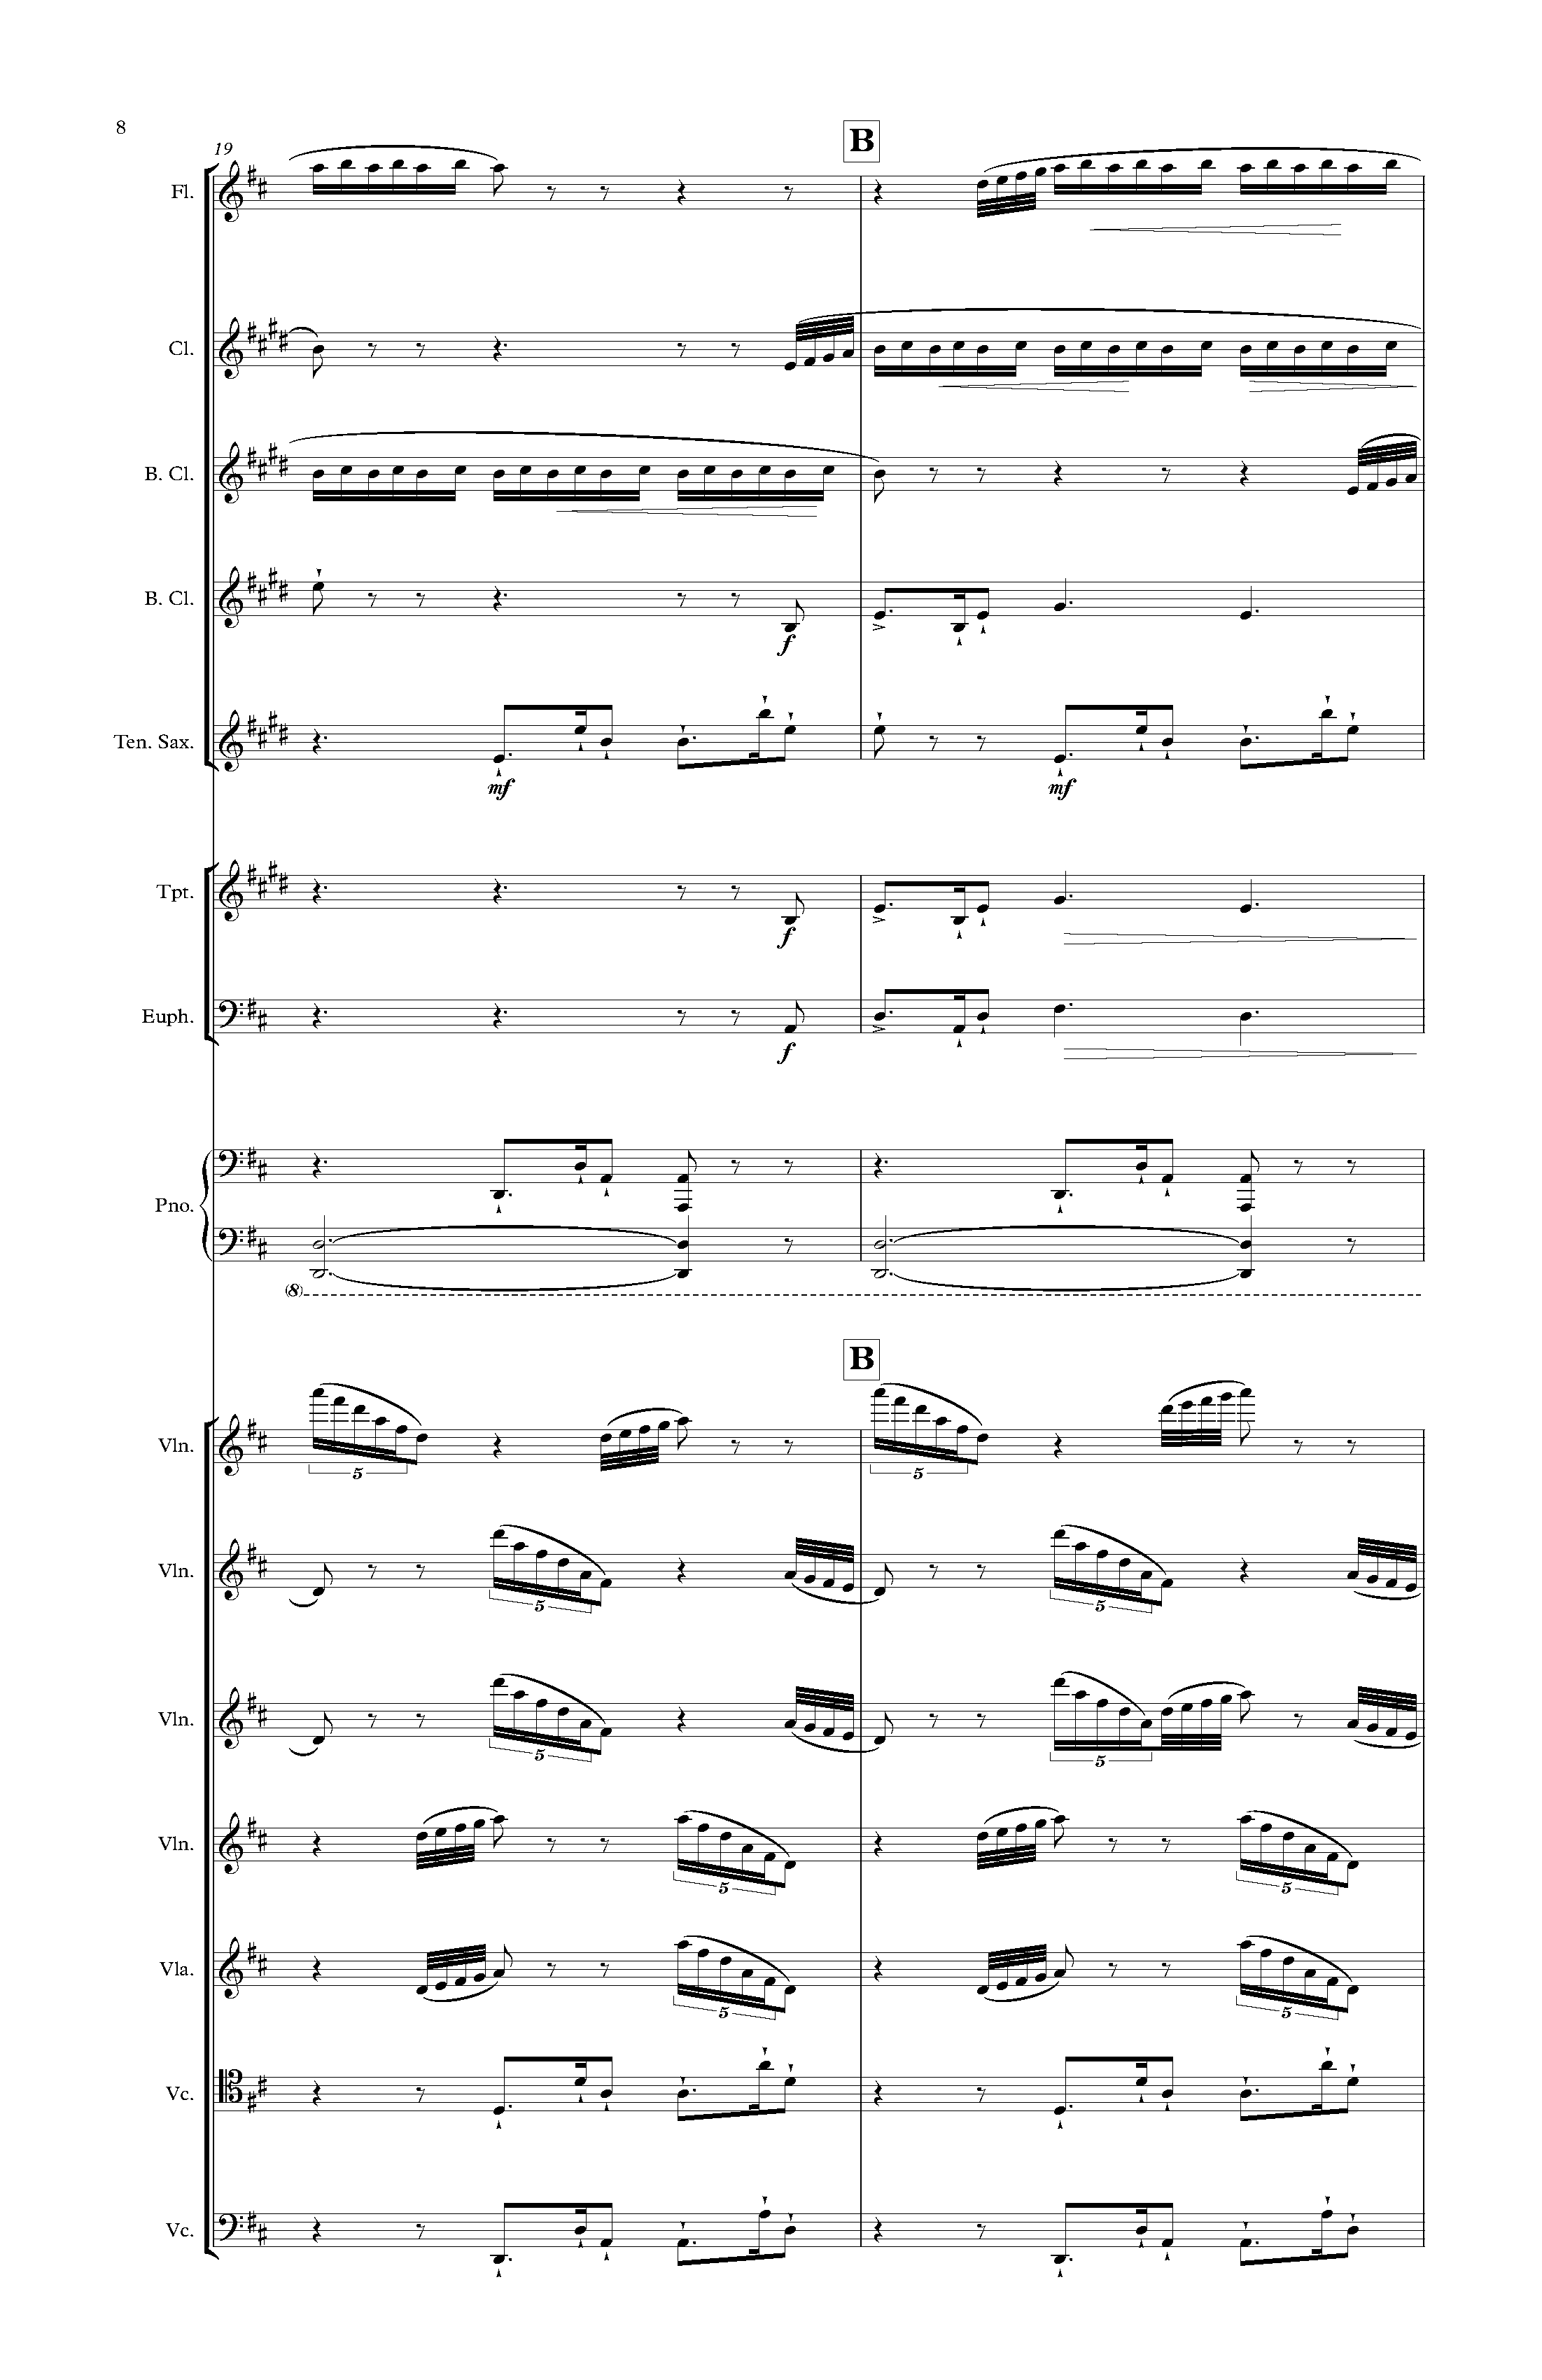 8
19
B
Fl.
Cl.
B. Cl.
B. Cl.
f
Ten. Sax.
mf mf
Tpt.
f
Euph.
f
Pno.
(8)
B
Vln.
5 5
Vln.
5 5
Vln.
5 5
Vln.
5 5
Vla.
5 5
Vc.
Vc.